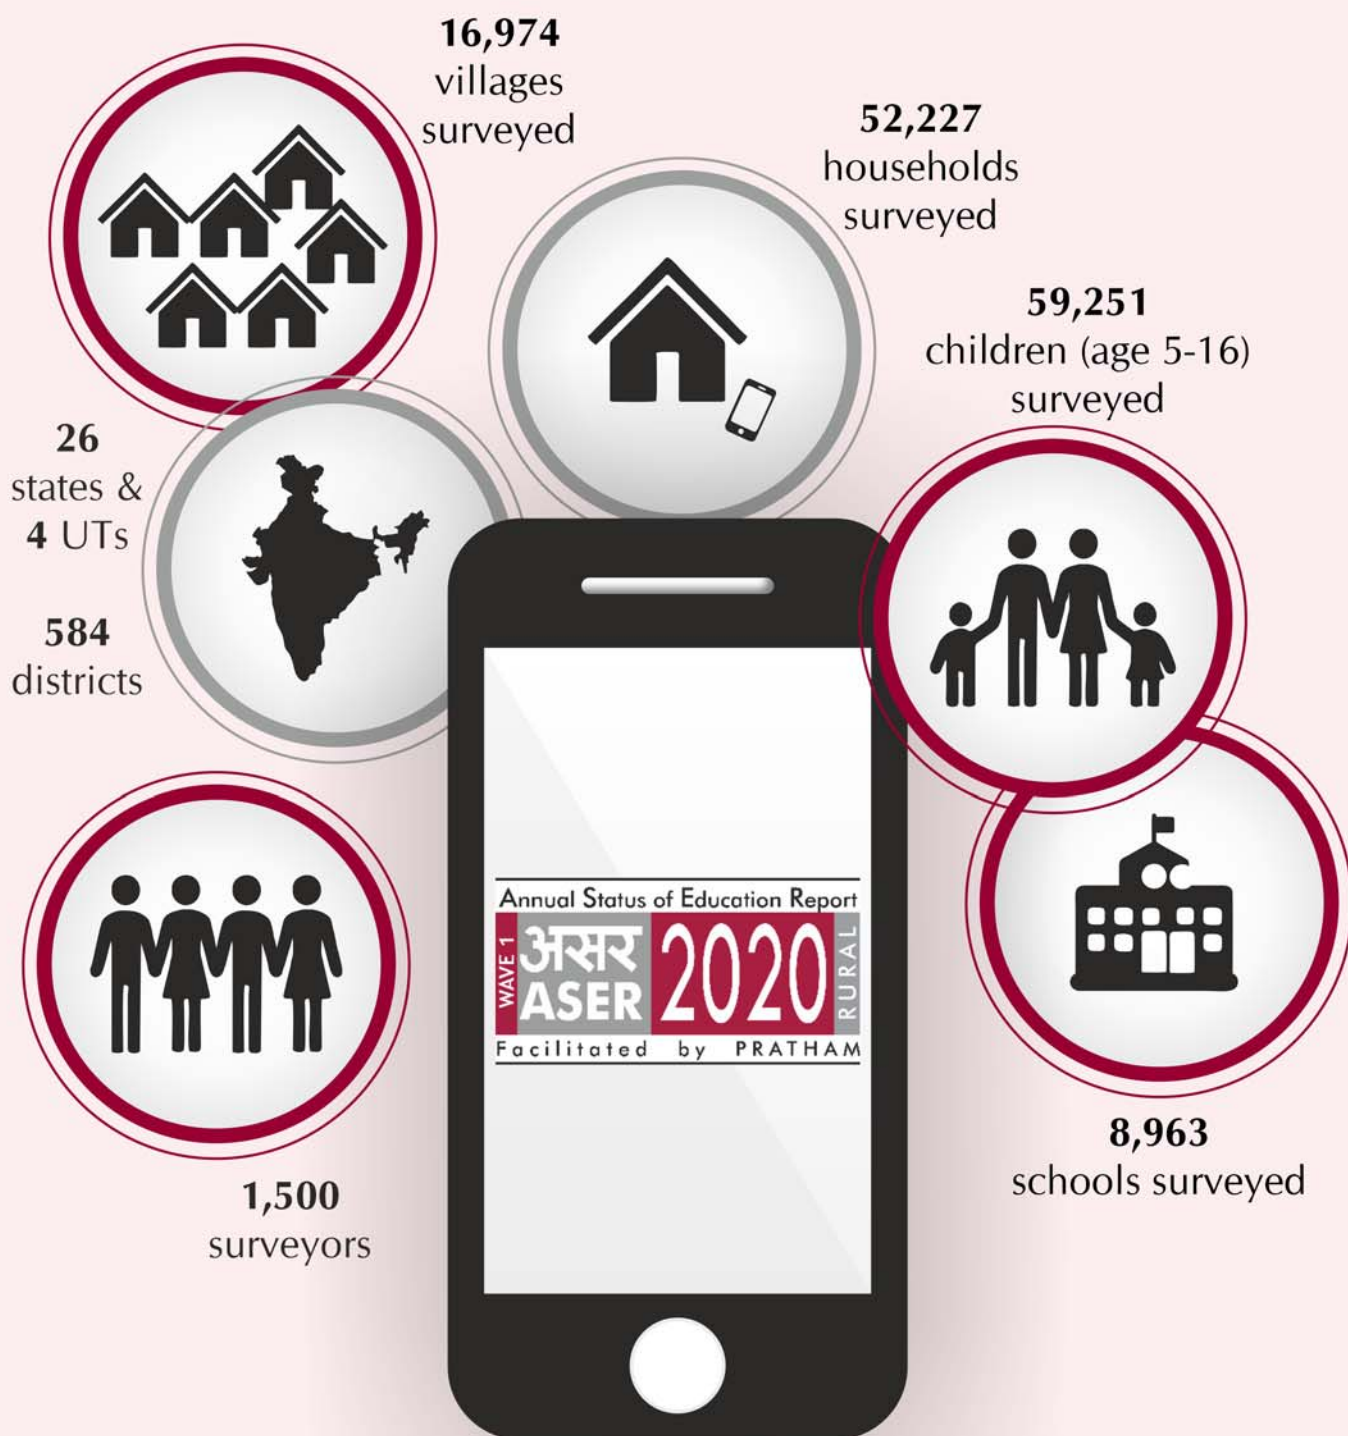 16,974
villages
surveyed
52,227
households
surveyed
59,251
children (age 5-16)
surveyed
26
states &
4 UTs
584
districts
Annual Status of Education Report
WAVE 1
असर
ASER
2020
RURAL
Facilitated by PRATHAM
8,963
schools surveyed
1,500
surveyors